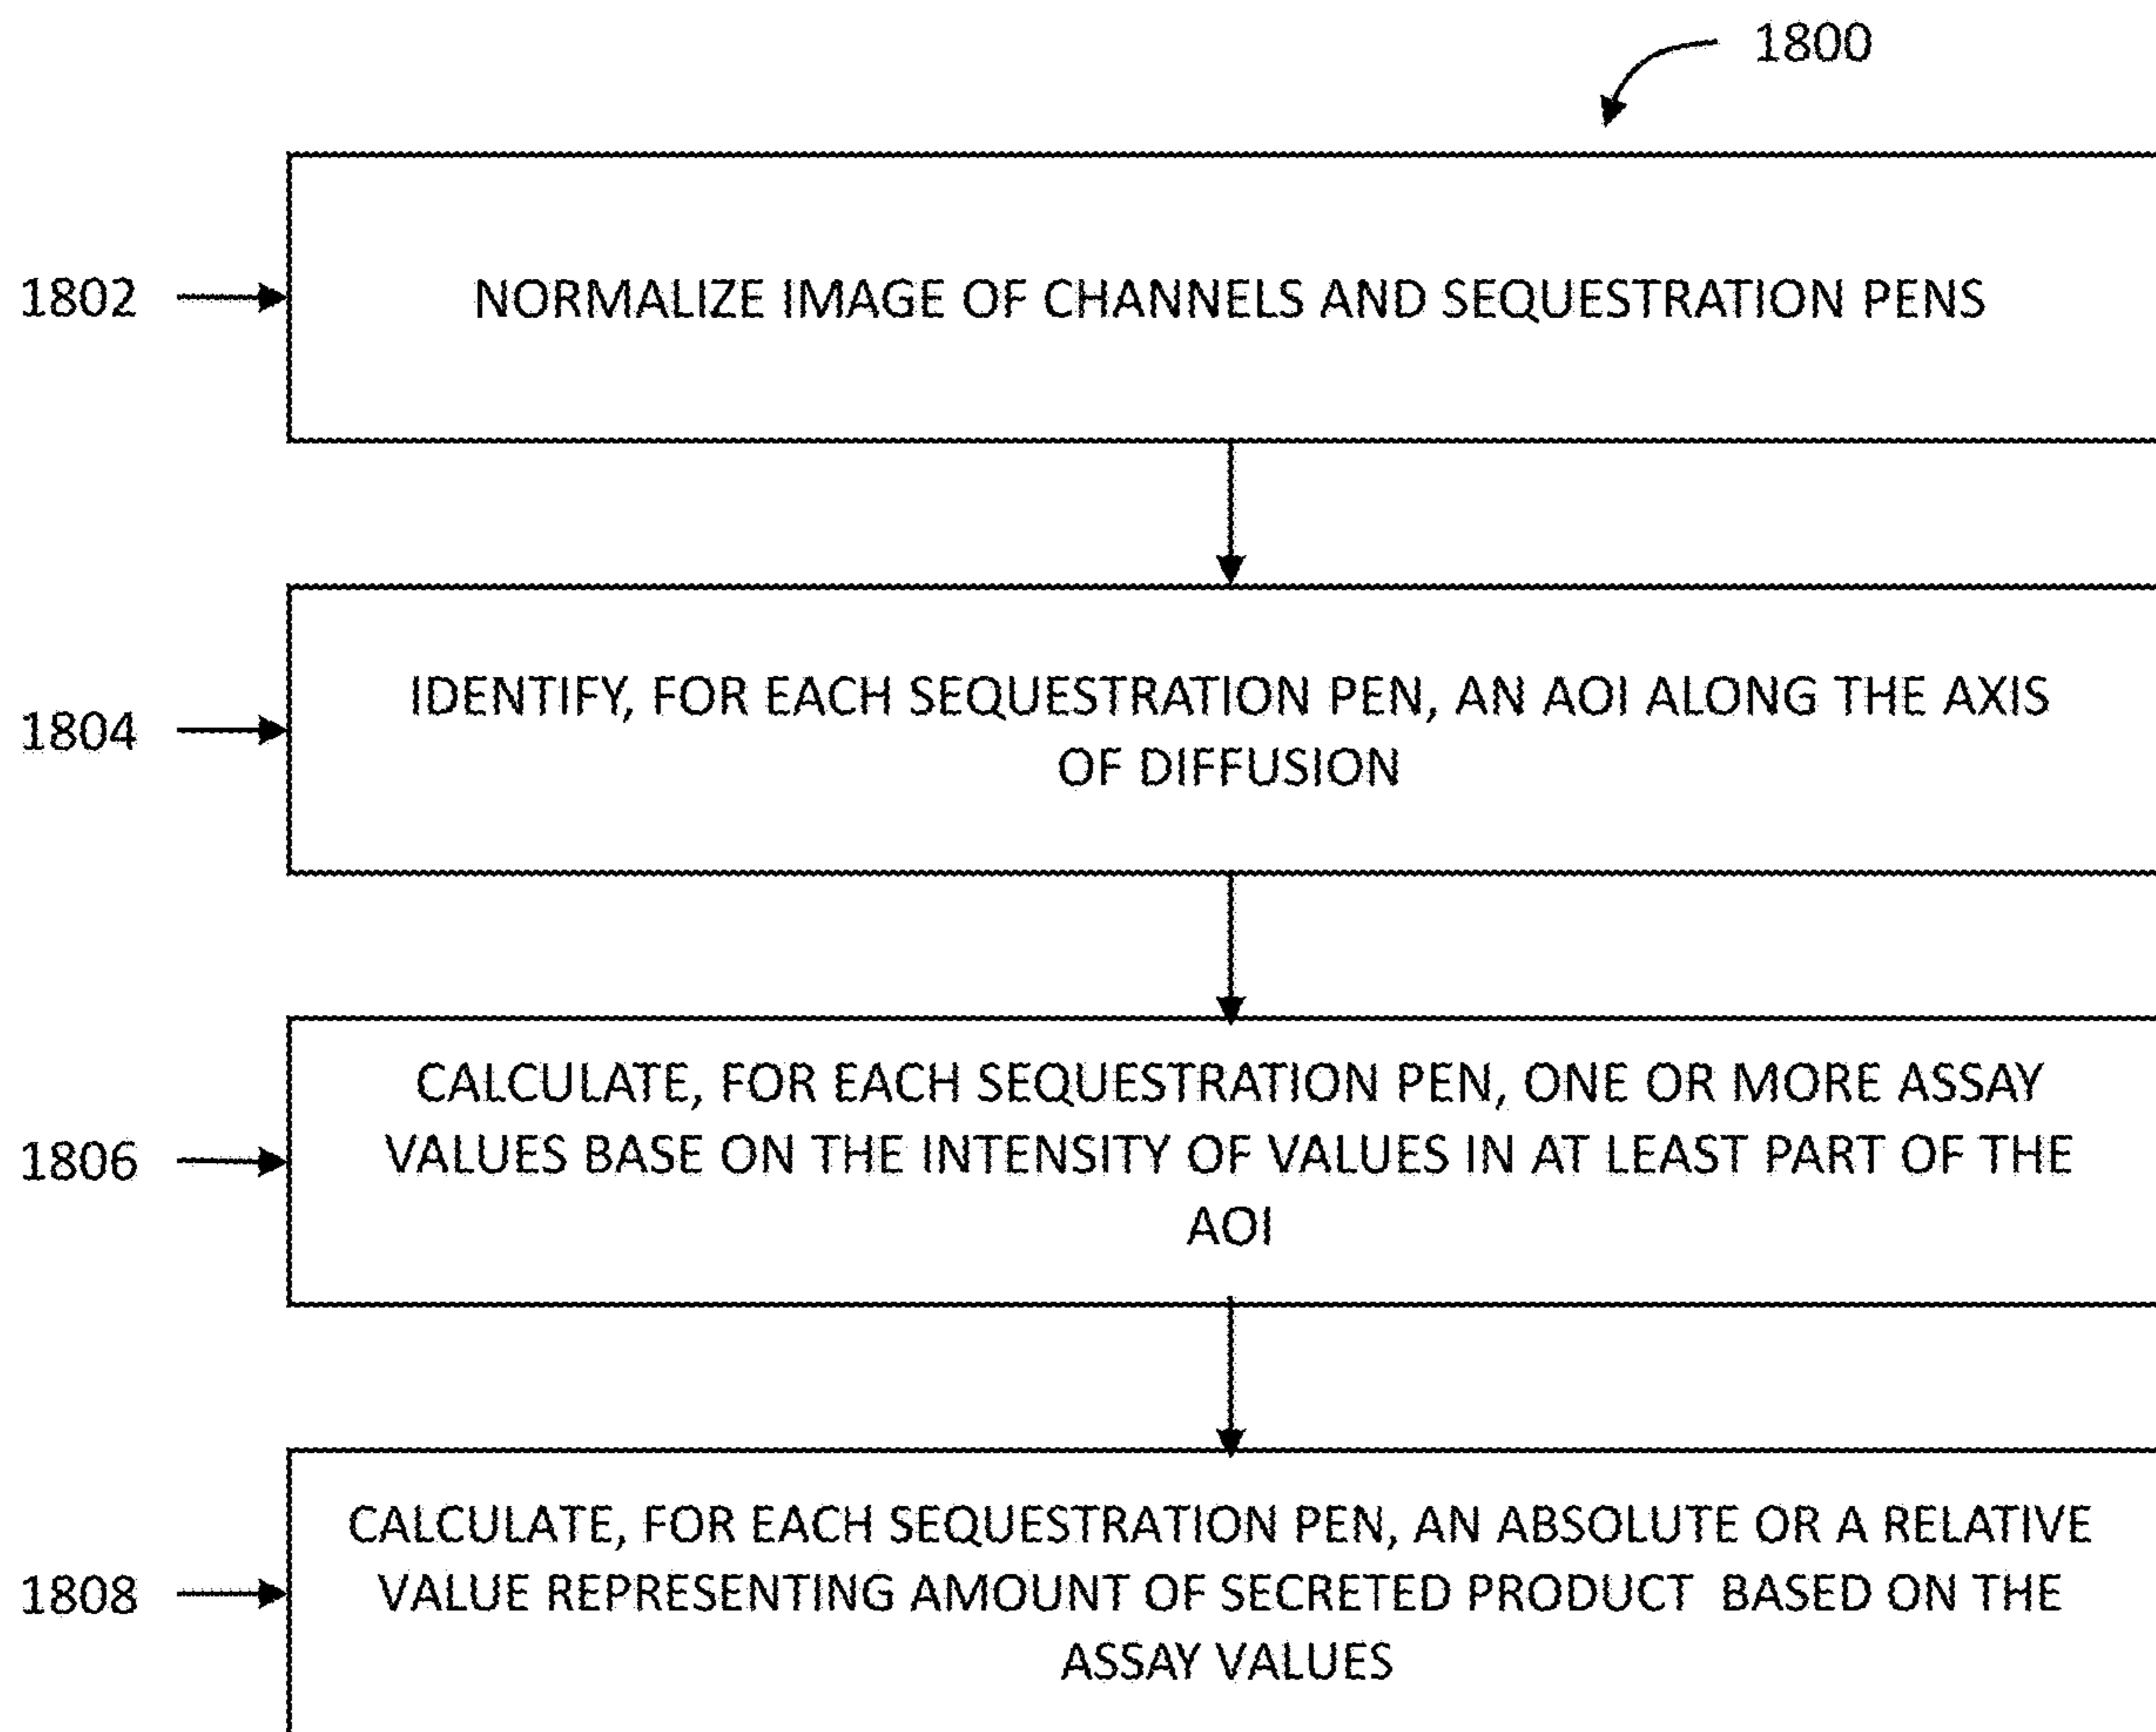 1800
1802
NORMALIZE IMAGE OF CHANNELS AND SEQUESTRATION PENS
1804
IDENTIFY, FOR EACH SEQUESTRATION PEN, AN AOI ALONG THE AXIS
OF DIFFUSION
1806
CALCULATE, FOR EACH SEQUESTRATION PEN, ONE OR MORE ASSAY
VALUES BASE ON THE INTENSITY OF VALUES IN AT LEAST PART OF THE
AOI
1808
CALCULATE, FOR EACH SEQUESTRATION PEN, AN ABSOLUTE OR A RELATIVE
VALUE REPRESENTING AMOUNT OF SECRETED PRODUCT BASED ON THE
ASSAY VALUES